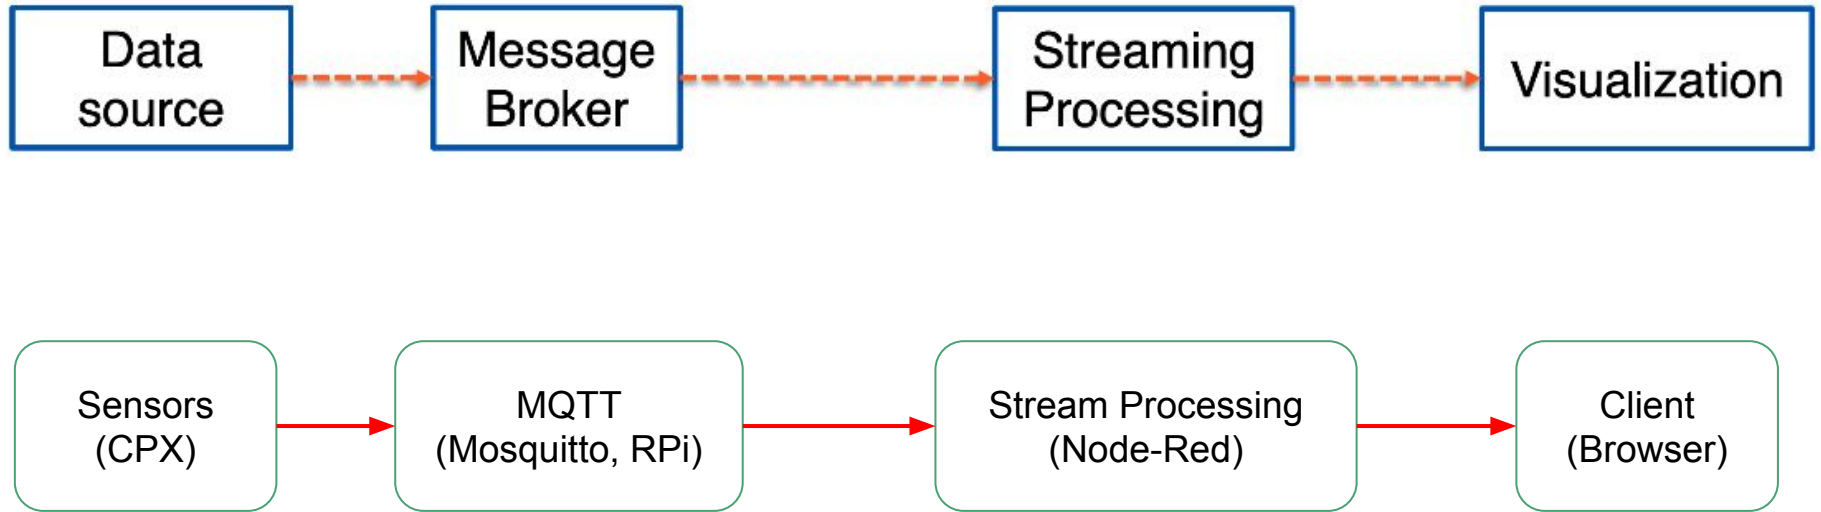 Data
source
Message
Broker
Streaming
Processing
Visualization
Sensors
(CPX)
MQTT
(Mosquitto, RPi)
Stream Processing
(Node-Red)
Client
(Browser)